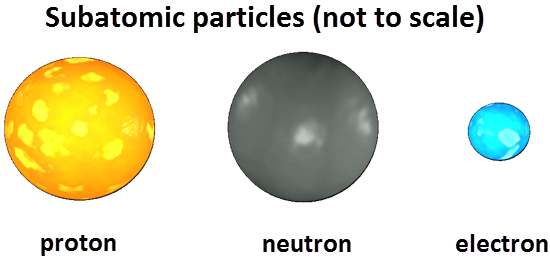 Subatomic particles (not to scale)
proton neutron electron